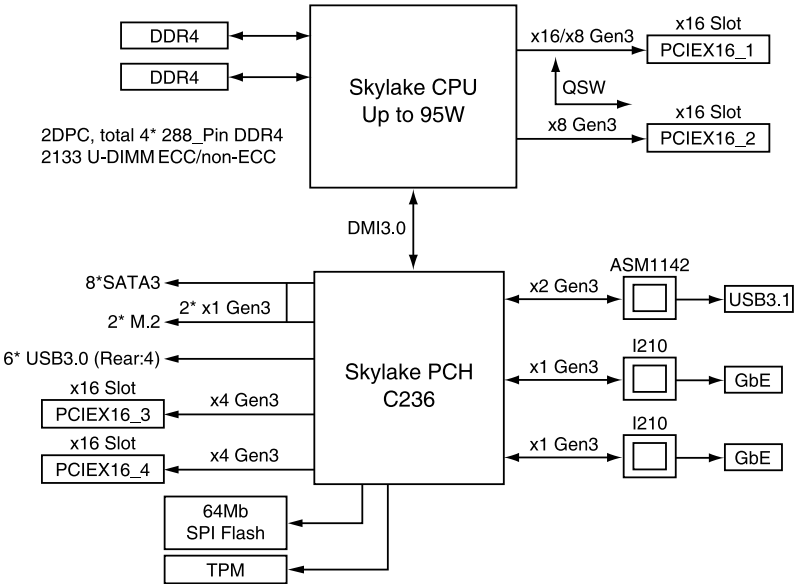 DDR4
DDR4
2DPC, total 4* 288_Pin DDR4
2133 U-DIMM ECC/non-ECC
Skylake CPU
Up to 95W
x16/x8 Gen3
x16 Slot
PCIEX16_1
QSW
x8 Gen3
x16 Slot
PCIEX16_2
DMI3.0
8*SATA3
2* x1 Gen3
2* M.2
6* USB3.0 (Rear:4)
x16 Slot
PCIEX16_3
x4 Gen3
x16 Slot
PCIEX16_4
x4 Gen3
Skylake PCH
C236
x2 Gen3
ASM1142
USB3.1
x1 Gen3
I210
GbE
x1 Gen3
I210
GbE
64Mb
SPI Flash
TPM